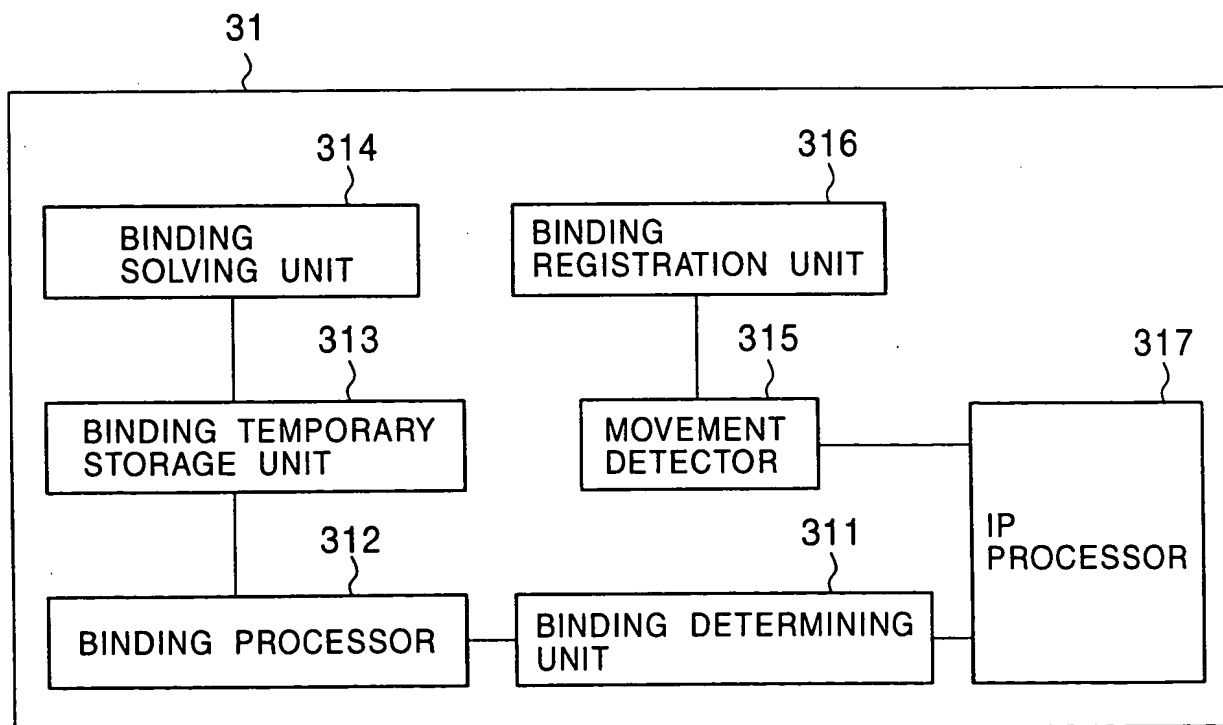 31
314
BINDING
SOLVING UNIT
316
BINDING
REGISTRATION UNIT
313
BINDING TEMPORARY
STORAGE UNIT
315
MOVEMENT
DETECTOR
317
IP
PROCESSOR
312
BINDING PROCESSOR
311
BINDING DETERMINING
UNIT